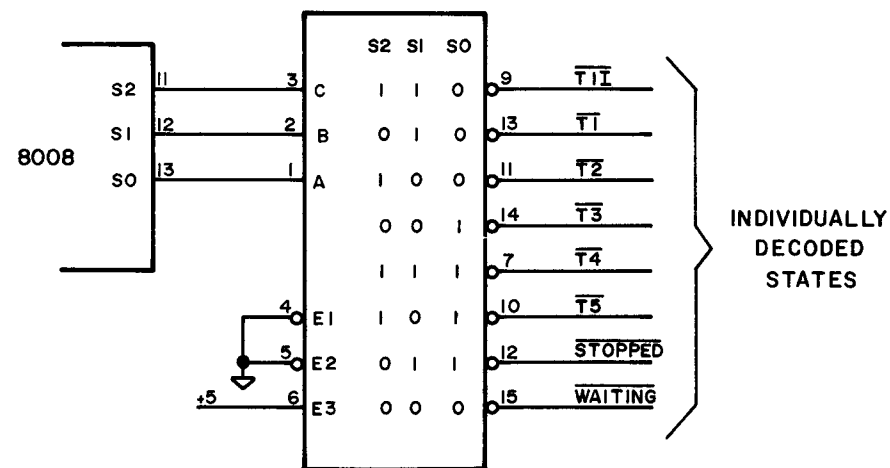 S2 S1 S0
8008
S2 11 3 C 1 1 0 9 T1I
S1 12 2 B 0 1 0 13 T1
S0 13 1 A 1 0 0 11 T2
0 0 1 14 T3
1 1 1 7 T4
4 E1 1 0 1 10 T5
5 E2 0 1 1 12 STOPPED
+5 6 E3 0 0 0 15 WAITING
INDIVIDUALLY
DECODED
STATES